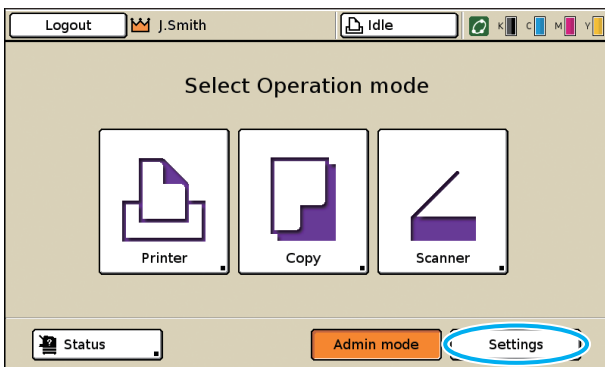 Logout J.Smith Idle K C M Y
Select Operation mode
Printer Copy Scanner
Status Admin mode Settings